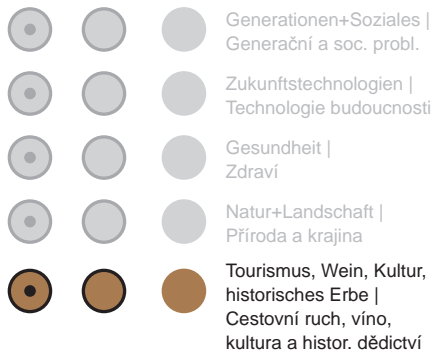 Generationen+Soziales |
Generační a soc. probl.
Zukunftstechnologien |
Technologie budoucnosti
Gesundheit |
Zdraví
Natur+Landschaft |
Příroda a krajina
Tourismus, Wein, Kultur,
historisches Erbe |
Cestovní ruch, víno,
kultura a histor. dědictví